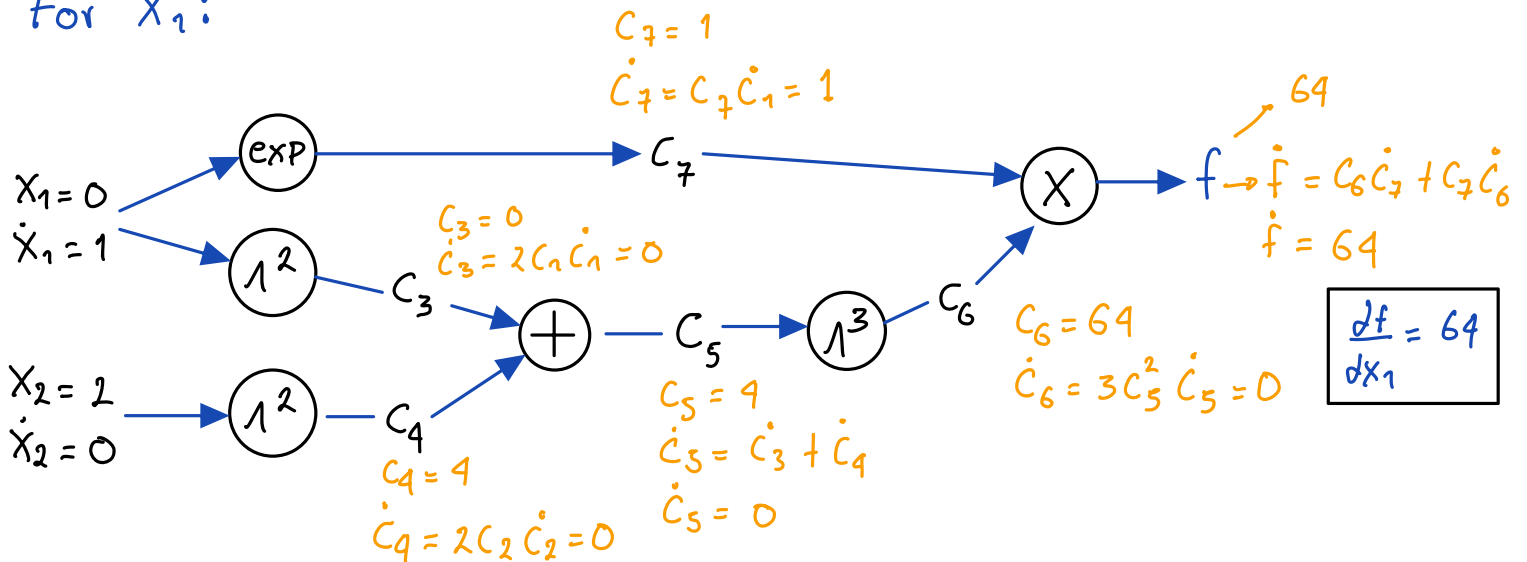 For X₁:
C₇ = 1
Ċ₇ = C₇Ċ₁ = 1
64
exp
C₇
X
f → ḟ = C₆Ċ₇ + C₇Ċ₆
ḟ = 64
X₁ = 0
Ẋ₁ = 1
C₃ = 0
Ċ₃ = 2C₁Ċ₁ = 0
^2
C₃
+
C₅
^3
C₆
C₆ = 64
Ċ₆ = 3C₅²Ċ₅ = 0
df/dx₁ = 64
X₂ = 2
Ẋ₂ = 0
^2
C₄
C₄ = 4
Ċ₄ = 2C₂Ċ₂ = 0
C₅ = 4
Ċ₅ = Ċ₃ + Ċ₄
Ċ₅ = 0